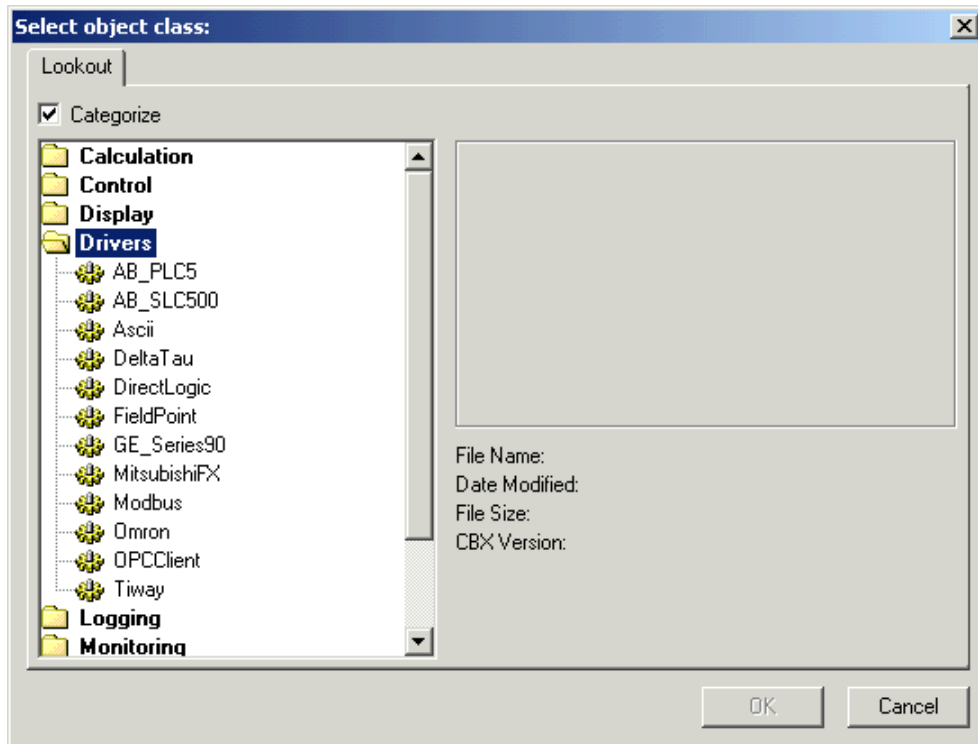 Select object class:
Lookout
Categorize
Calculation
Control
Display
Drivers
AB_PLC5
AB_SLC500
Ascii
DeltaTau
DirectLogic
FieldPoint
GE_Series90
MitsubishiFX
Modbus
Omron
OPCClient
Tiway
Logging
Monitoring
File Name:
Date Modified:
File Size:
CBX Version:
OK
Cancel